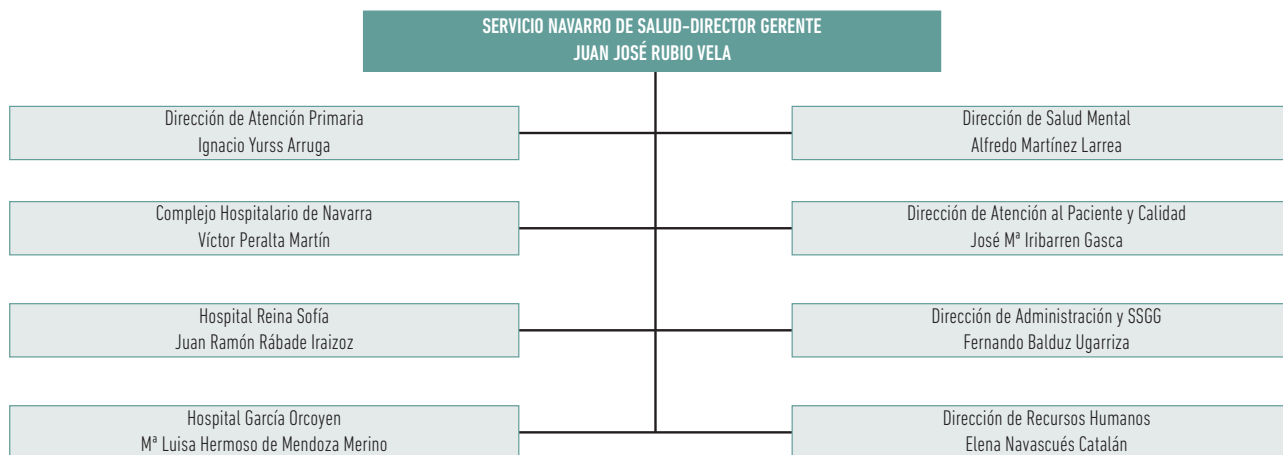 SERVICIO NAVARRO DE SALUD-DIRECTOR GERENTE
JUAN JOSÉ RUBIO VELA
Dirección de Atención Primaria
Ignacio Yurss Arruga
Dirección de Salud Mental
Alfredo Martínez Larrea
Complejo Hospitalario de Navarra
Víctor Peralta Martín
Dirección de Atención al Paciente y Calidad
José Mª Iribarren Gasca
Hospital Reina Sofía
Juan Ramón Rábade Iraizoz
Dirección de Administración y SSGG
Fernando Balduz Ugarriza
Hospital García Orcoyen
Mª Luisa Hermoso de Mendoza Merino
Dirección de Recursos Humanos
Elena Navascués Catalán